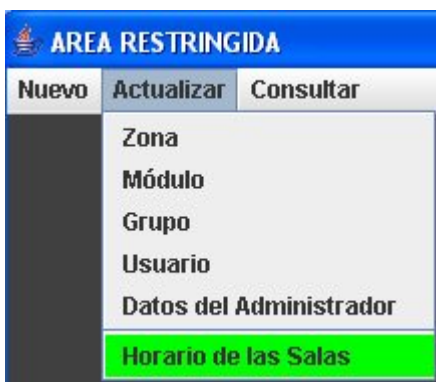 AREA RESTRINGIDA
Nuevo Actualizar Consultar
Zona
Módulo
Grupo
Usuario
Datos del Administrador
Horario de las Salas